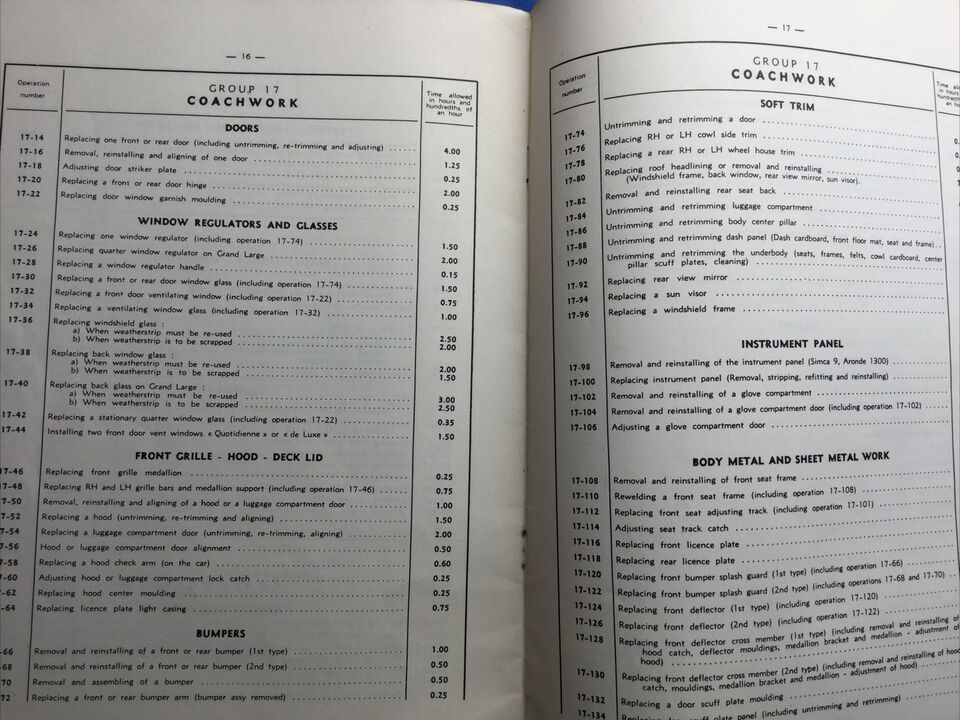 — 16 —
Operation
number
GROUP 17
COACHWORK
Time allowed
in hours and
hundredths of
an hour
DOORS
17-14 Replacing one front or rear door (including untrimming, re-trimming and adjusting) 4.00
17-16 Removal, reinstalling and aligning of one door 1.25
17-18 Adjusting door striker plate 0.25
17-20 Replacing a front or rear door hinge 2.00
17-22 Replacing door window garnish moulding 0.25
WINDOW REGULATORS AND GLASSES
17-24 Replacing one window regulator (including operation 17-74) 1.50
17-26 Replacing quarter window regulator on Grand Large 2.00
17-28 Replacing a window regulator handle 0.15
17-30 Replacing a front or rear door window glass (including operation 17-74) 1.50
17-32 Replacing a front door ventilating window (including operation 17-22) 0.75
17-34 Replacing a ventilating window glass (including operation 17-32) 1.00
17-36 Replacing windshield glass :
a) When weatherstrip must be re-used 2.50
b) When weatherstrip is to be scrapped 2.00
17-38 Replacing back window glass :
a) When weatherstrip must be re-used 2.00
b) When weatherstrip is to be scrapped 1.50
17-40 Replacing back glass on Grand Large :
a) When weatherstrip must be re-used 3.00
b) When weatherstrip is to be scrapped 2.50
17-42 Replacing a stationary quarter window glass (including operation 17-22) 0.35
17-44 Installing two front door vent windows « Quotidienne » or « de Luxe » 1.50
FRONT GRILLE - HOOD - DECK LID
17-46 Replacing front grille medallion 0.25
17-48 Replacing RH and LH grille bars and medallion support (including operation 17-46) 0.75
7-50 Removal, reinstalling and aligning of a hood or a luggage compartment door 1.00
7-52 Replacing a hood (untrimming, re-trimming and aligning) 1.50
7-54 Replacing a luggage compartment door (untrimming, re-trimming, aligning) 2.00
7-56 Hood or luggage compartment door alignment 0.50
7-58 Replacing a hood check arm (on the car) 0.60
7-60 Adjusting hood or luggage compartment lock catch 0.25
7-62 Replacing hood center moulding 0.25
-64 Replacing licence plate light casing 0.75
BUMPERS
-66 Removal and reinstalling of a front or rear bumper (1st type) 1.00
-68 Removal and reinstalling of a front or rear bumper (2nd type) 0.50
-70 Removal and assembling of a bumper 0.50
72 Replacing a front or rear bumper arm (bumper assy removed) 0.25
— 17 —
Operation
number
GROUP 17
COACHWORK
Time
in hours
hundredths
an
SOFT TRIM
17-74 Untrimming and retrimming a door
17-76 Replacing RH or LH cowl side trim
17-78 Replacing a rear RH or LH wheel house trim
17-80 Replacing roof headlining or removal and reinstalling
(Windshield frame, back window, rear view mirror, sun visor).
17-82 Removal and reinstalling rear seat back
17-84 Untrimming and retrimming luggage compartment
17-86 Untrimming and retrimming body center pillar
17-88 Untrimming and retrimming dash panel (Dash cardboard, front floor mat, seat and frame)
17-90 Untrimming and retrimming the underbody (seats, frames, felts, cowl cardboard, center
pillar scuff plates, cleaning)
17-92 Replacing rear view mirror
17-94 Replacing a sun visor
17-96 Replacing a windshield frame
INSTRUMENT PANEL
17-98 Removal and reinstalling of the instrument panel (Simca 9, Aronde 1300)
17-100 Replacing instrument panel (Removal, stripping, refitting and reinstalling)
17-102 Removal and reinstalling of a glove compartment
17-104 Removal and reinstalling of a glove compartment door (including operation 17-102)
17-106 Adjusting a glove compartment door
BODY METAL AND SHEET METAL WORK
17-108 Removal and reinstalling of front seat frame
17-110 Rewelding a front seat frame (including operation 17-108)
17-112 Replacing front seat adjusting track (including operation 17-101)
17-114 Adjusting seat track catch
17-116 Replacing front licence plate
17-118 Replacing rear licence plate
17-120 Replacing front bumper splash guard (1st type) (including operation 17-66)
17-122 Replacing front bumper splash guard (2nd type) (including operations 17-68 and 17-70)
17-124 Replacing front deflector (1st type) (including operation 17-120)
17-126 Replacing front deflector (2nd type) (including operation 17-122)
17-128 Replacing front deflector cross member (1st type) (including removal and reinstalling of
hood catch, deflector mouldings, medallion bracket and medallion - adjustment of
hood)
17-130 Replacing front deflector cross member (2nd type) (including removal and reinstalling of hood
catch, mouldings, medallion bracket and medallion - adjustment of hood)
17-132 Replacing a door scuff plate moulding
17-134 scuff plate panel (including untrimming and retrimming)